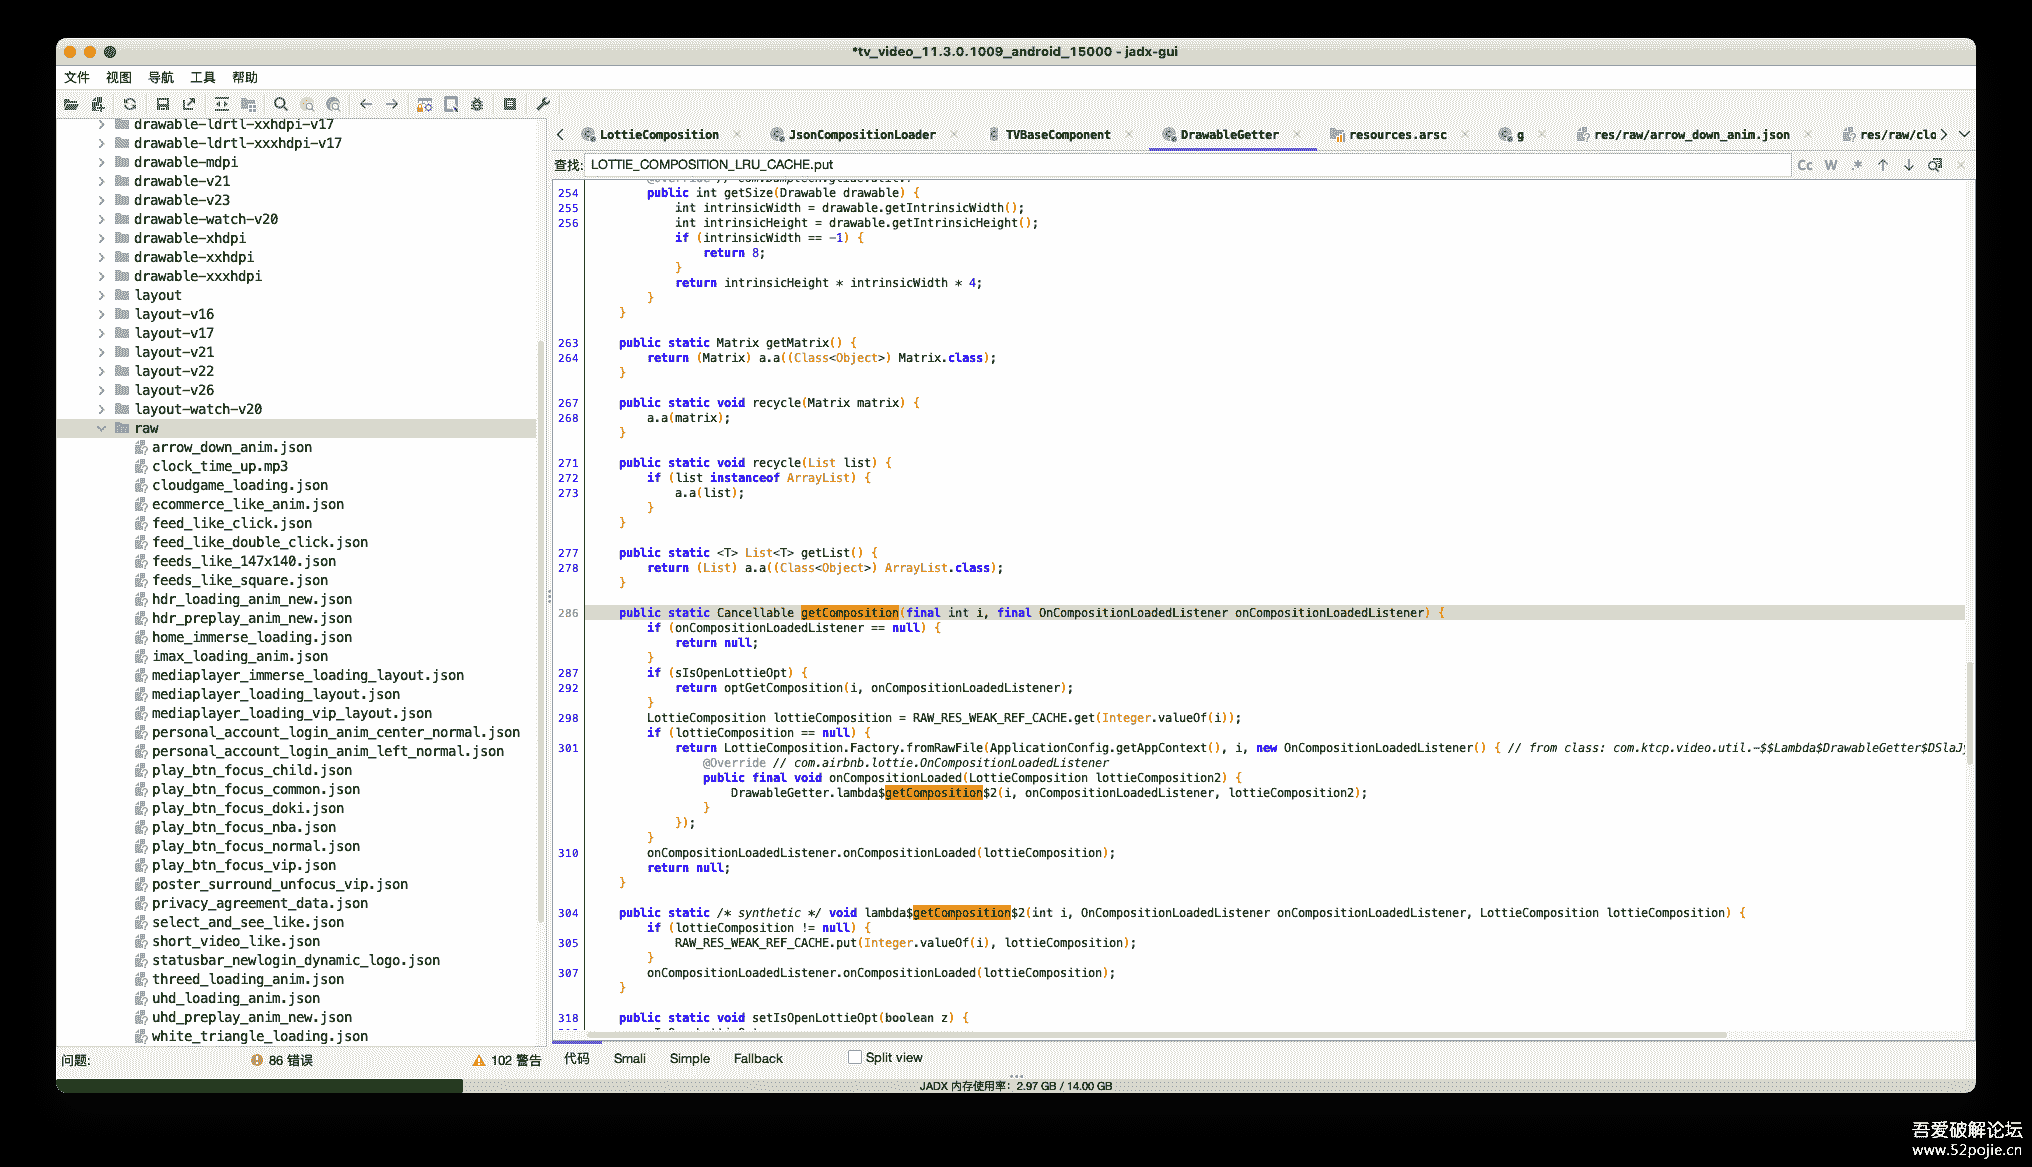 *tv_video_11.3.0.1009_android_15000 - jadx-gui
文件 视图 导航 工具 帮助
drawable-ldrtl-xxhdpi-v17
drawable-ldrtl-xxxhdpi-v17
drawable-mdpi
drawable-v21
drawable-v23
drawable-watch-v20
drawable-xhdpi
drawable-xxhdpi
drawable-xxxhdpi
layout
layout-v16
layout-v17
layout-v21
layout-v22
layout-v26
layout-watch-v20
raw
arrow_down_anim.json
clock_time_up.mp3
cloudgame_loading.json
ecommerce_like_anim.json
feed_like_click.json
feed_like_double_click.json
feeds_like_147x140.json
feeds_like_square.json
hdr_loading_anim_new.json
hdr_preplay_anim_new.json
home_immerse_loading.json
imax_loading_anim.json
mediaplayer_immerse_loading_layout.json
mediaplayer_loading_layout.json
mediaplayer_loading_vip_layout.json
personal_account_login_anim_center_normal.json
personal_account_login_anim_left_normal.json
play_btn_focus_child.json
play_btn_focus_common.json
play_btn_focus_doki.json
play_btn_focus_nba.json
play_btn_focus_normal.json
play_btn_focus_vip.json
poster_surround_unfocus_vip.json
privacy_agreement_data.json
select_and_see_like.json
short_video_like.json
statusbar_newlogin_dynamic_logo.json
threed_loading_anim.json
uhd_loading_anim.json
uhd_preplay_anim_new.json
white_triangle_loading.json
问题: 86 错误 102 警告
LottieComposition JsonCompositionLoader TVBaseComponent DrawableGetter resources.arsc g res/raw/arrow_down_anim.json res/raw/clo
查找: LOTTIE_COMPOSITION_LRU_CACHE.put Cc W .*
254 public int getSize(Drawable drawable) {
255 int intrinsicWidth = drawable.getIntrinsicWidth();
256 int intrinsicHeight = drawable.getIntrinsicHeight();
if (intrinsicWidth == -1) {
return 8;
}
return intrinsicHeight * intrinsicWidth * 4;
}
}
263 public static Matrix getMatrix() {
264 return (Matrix) a.a((Class<Object>) Matrix.class);
}
267 public static void recycle(Matrix matrix) {
268 a.a(matrix);
}
271 public static void recycle(List list) {
272 if (list instanceof ArrayList) {
273 a.a(list);
}
}
277 public static <T> List<T> getList() {
278 return (List) a.a((Class<Object>) ArrayList.class);
}
286 public static Cancellable getComposition(final int i, final OnCompositionLoadedListener onCompositionLoadedListener) {
if (onCompositionLoadedListener == null) {
return null;
}
287 if (sIsOpenLottieOpt) {
292 return optGetComposition(i, onCompositionLoadedListener);
}
298 LottieComposition lottieComposition = RAW_RES_WEAK_REF_CACHE.get(Integer.valueOf(i));
if (lottieComposition == null) {
301 return LottieComposition.Factory.fromRawFile(ApplicationConfig.getAppContext(), i, new OnCompositionLoadedListener() { // from class: com.ktcp.video.util.-$$Lambda$DrawableGetter$DSlaJ
@Override // com.airbnb.lottie.OnCompositionLoadedListener
public final void onCompositionLoaded(LottieComposition lottieComposition2) {
DrawableGetter.lambda$getComposition$2(i, onCompositionLoadedListener, lottieComposition2);
}
});
}
310 onCompositionLoadedListener.onCompositionLoaded(lottieComposition);
return null;
}
304 public static /* synthetic */ void lambda$getComposition$2(int i, OnCompositionLoadedListener onCompositionLoadedListener, LottieComposition lottieComposition) {
if (lottieComposition != null) {
305 RAW_RES_WEAK_REF_CACHE.put(Integer.valueOf(i), lottieComposition);
}
307 onCompositionLoadedListener.onCompositionLoaded(lottieComposition);
}
318 public static void setIsOpenLottieOpt(boolean z) {
代码 Smali Simple Fallback Split view
JADX 内存使用率: 2.97 GB / 14.00 GB
吾爱破解论坛
www.52pojie.cn